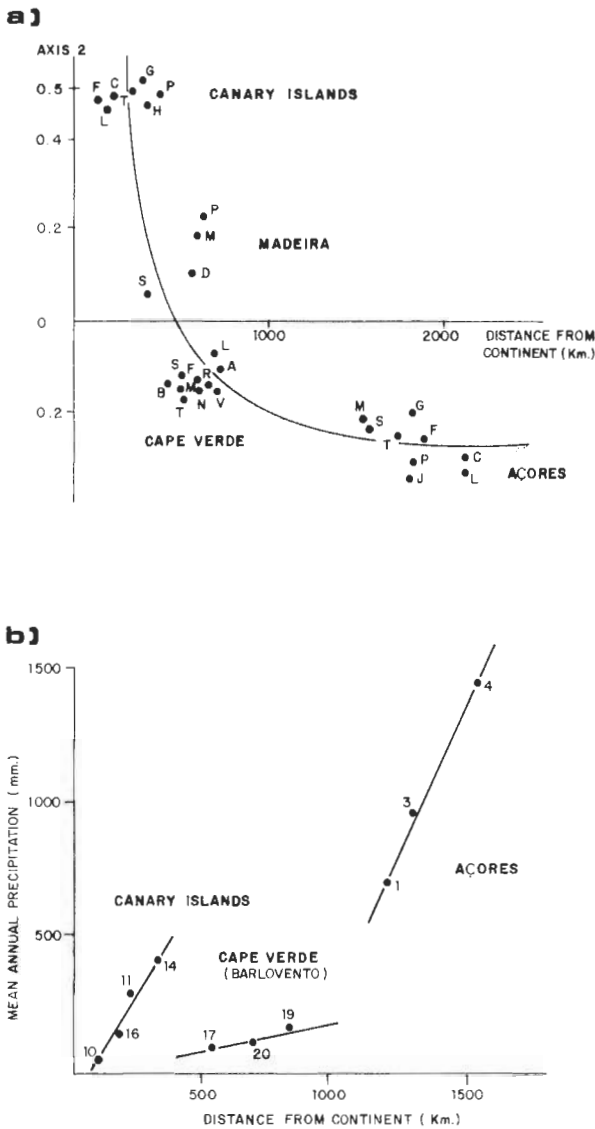 a)
AXIS 2
0.5
F
C
T
G
P
L
H
CANARY ISLANDS
0.4
0.2
P
M
MADEIRA
D
S
0
1000
2000
DISTANCE FROM
CONTINENT (Km.)
L
S
F
R
A
B
M
T
N
V
0.2
CAPE VERDE
M
S
G
F
T
P
C
J
L
AÇORES
b)
1500
4
1000
3
1
AÇORES
CANARY ISLANDS
500
CAPE VERDE
(BARLOVENTO)
14
11
16
10
17
20
19
MEAN ANNUAL PRECIPITATION (mm.)
500
1000
1500
DISTANCE FROM CONTINENT (Km.)